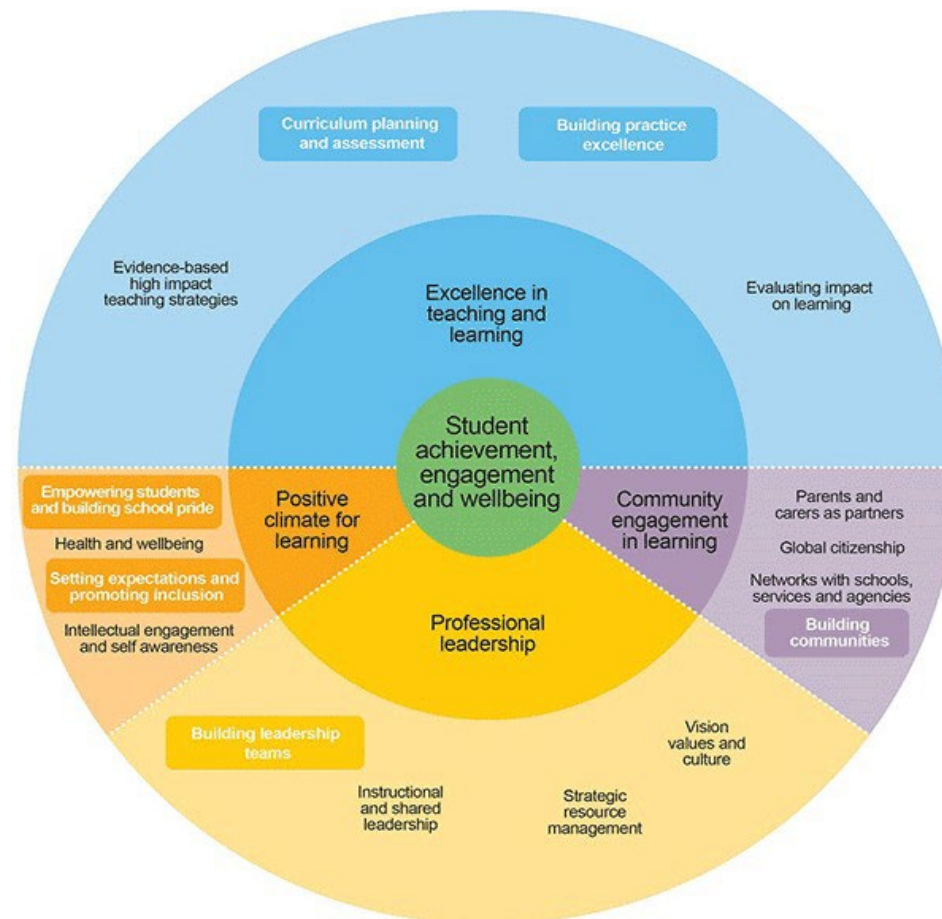 Curriculum planning
and assessment
Building practice
excellence
Evidence-based
high impact
teaching strategies
Excellence in
teaching and
learning
Evaluating impact
on learning
Student
achievement,
engagement
and wellbeing
Empowering students
and building school pride
Health and wellbeing
Setting expectations and
promoting inclusion
Intellectual engagement
and self awareness
Positive
climate for
learning
Community
engagement
in learning
Parents and
carers as partners
Global citizenship
Networks with schools,
services and agencies
Building
communities
Professional
leadership
Building leadership
teams
Instructional
and shared
leadership
Strategic
resource
management
Vision
values and
culture